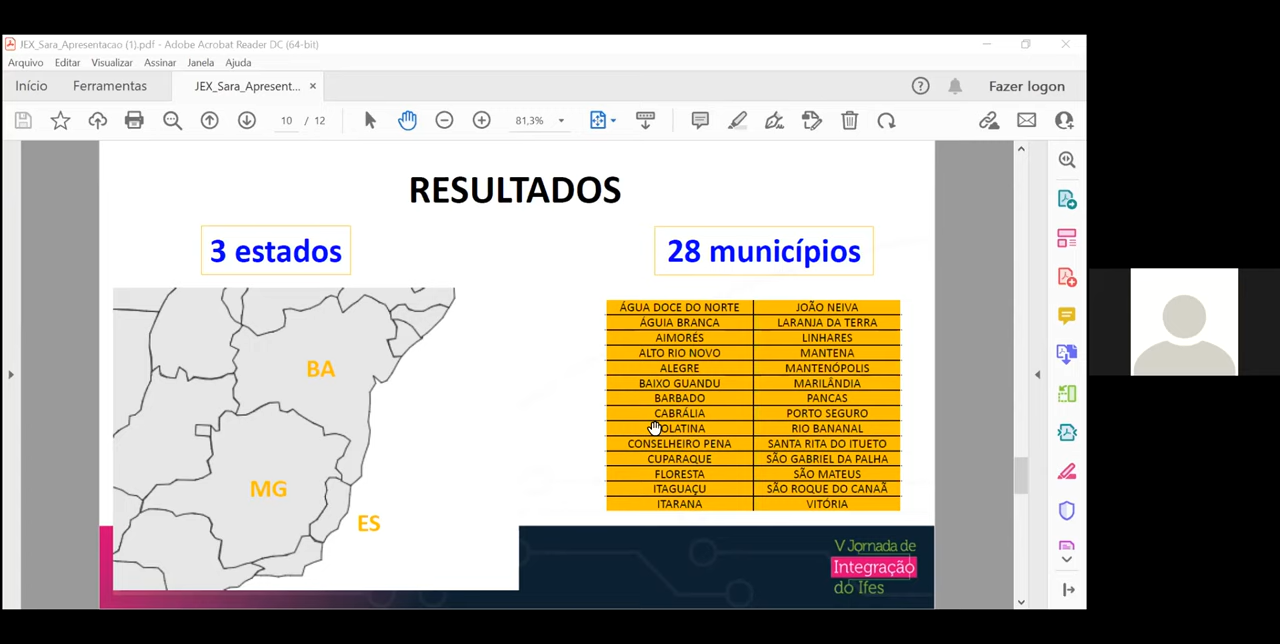 JEX_Sara_Apresentacao (1).pdf - Adobe Acrobat Reader DC (64-bit)
Arquivo Editar Visualizar Assinar Janela Ajuda
Início Ferramentas JEX_Sara_Apresent... × Fazer logon
10 / 12 81,3%
RESULTADOS
3 estados 28 municípios
BA
MG
ES
ÁGUA DOCE DO NORTE JOÃO NEIVA
ÁGUIA BRANCA LARANJA DA TERRA
AIMORÉS LINHARES
ALTO RIO NOVO MANTENA
ALEGRE MANTENÓPOLIS
BAIXO GUANDU MARILÂNDIA
BARBADO PANCAS
CABRÁLIA PORTO SEGURO
OLATINA RIO BANANAL
CONSELHEIRO PENA SANTA RITA DO ITUETO
CUPARAQUE SÃO GABRIEL DA PALHA
FLORESTA SÃO MATEUS
ITAGUAÇU SÃO ROQUE DO CANAÃ
ITARANA VITÓRIA
V Jornada de
Integração
do Ifes